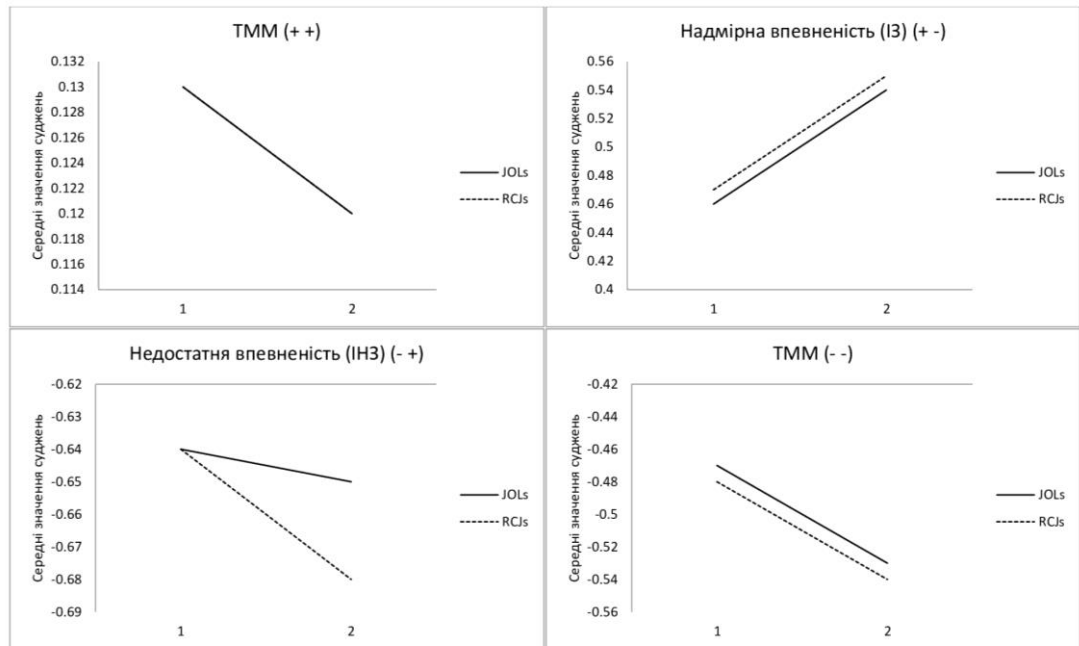 ТММ (+ +)
0.132
0.13
0.128
0.126
0.124
0.122
0.12
0.118
0.116
0.114
Середні значення суджень
1
2
JOLs
RCJs
Надмірна впевненість (ІЗ) (+ -)
0.56
0.54
0.52
0.5
0.48
0.46
0.44
0.42
0.4
Середні значення суджень
1
2
JOLs
RCJs
Недостатня впевненість (ІНЗ) (- +)
-0.62
-0.63
-0.64
-0.65
-0.66
-0.67
-0.68
-0.69
Середні значення суджень
1
2
JOLs
RCJs
ТММ (- -)
-0.42
-0.44
-0.46
-0.48
-0.5
-0.52
-0.54
-0.56
Середні значення суджень
1
2
JOLs
RCJs